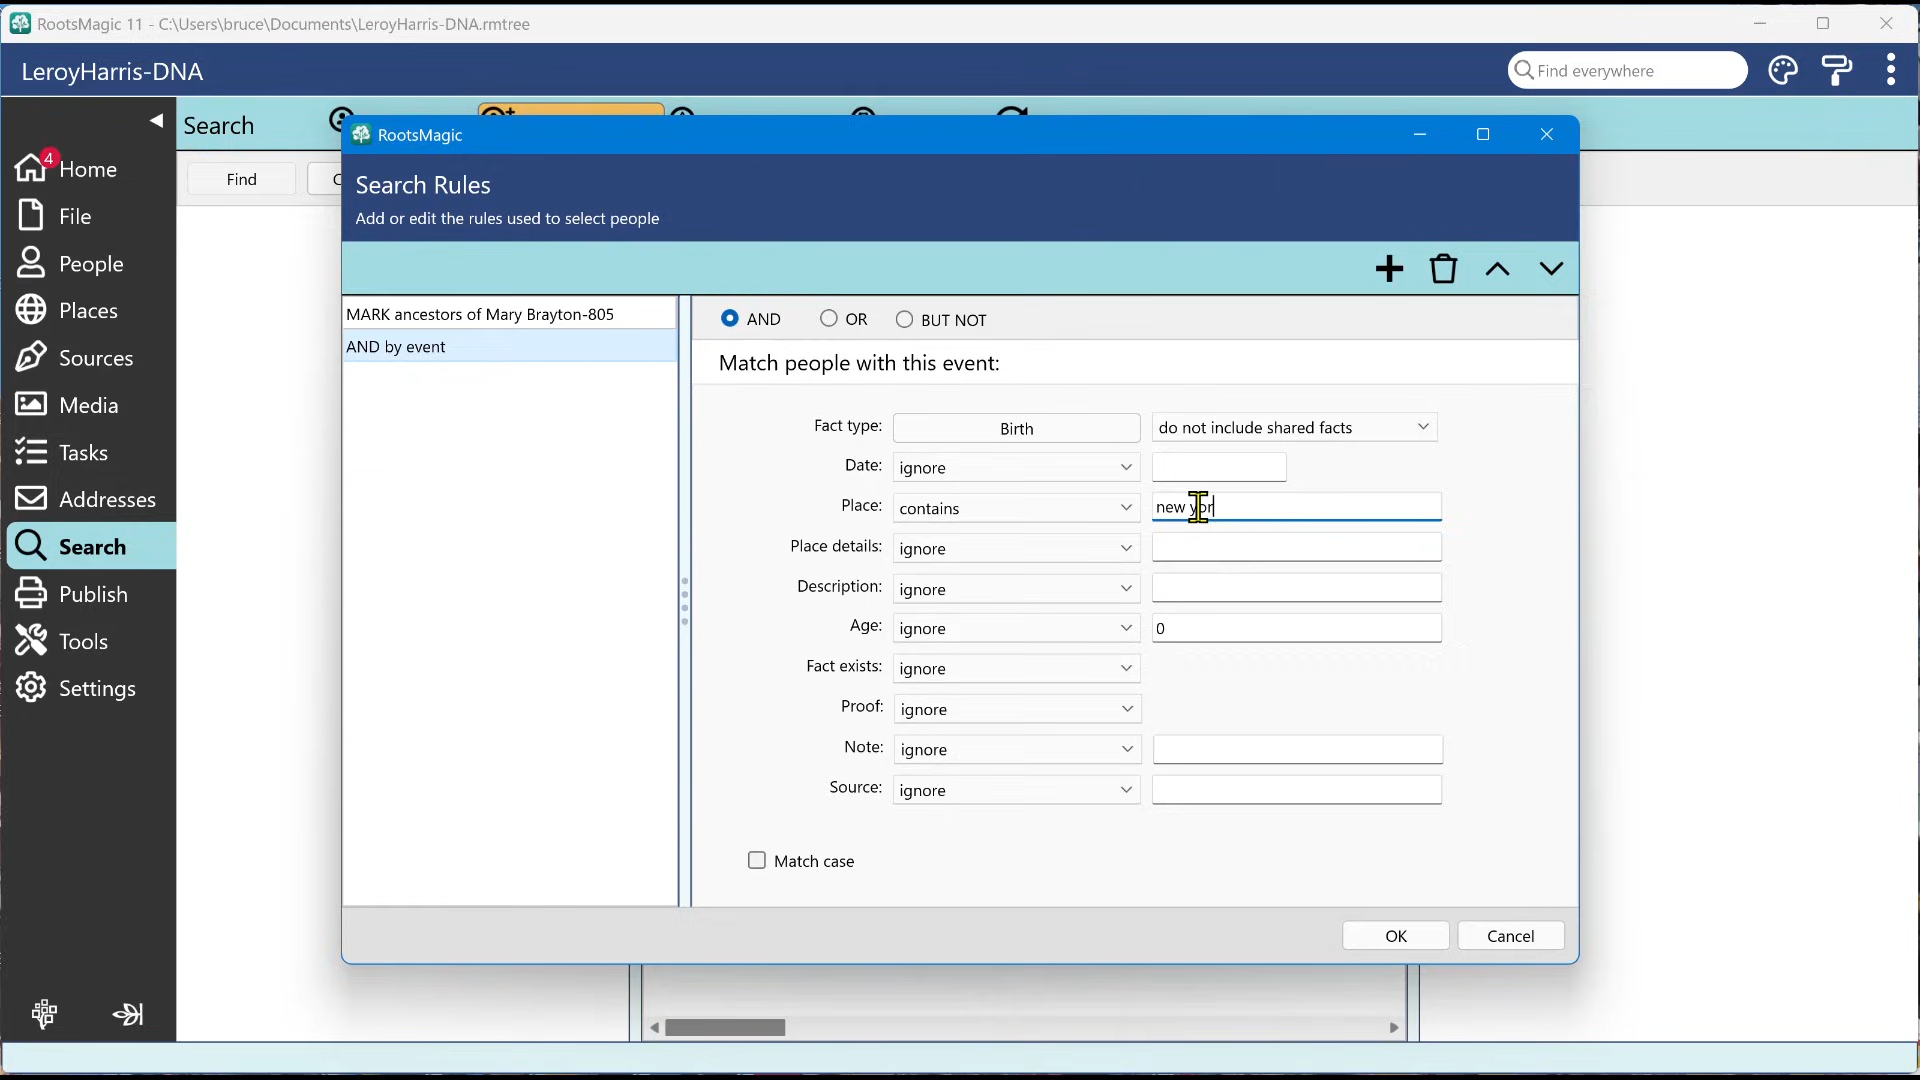 RootsMagic 11 - C:\Users\bruce\Documents\LeroyHarris-DNA.rmtree
LeroyHarris-DNA
Find everywhere
Search
RootsMagic
4
Home
File
People
Places
Sources
Media
Tasks
Addresses
Search
Publish
Tools
Settings
Find
Search Rules
Add or edit the rules used to select people
MARK ancestors of Mary Brayton-805
AND by event
AND OR BUT NOT
Match people with this event:
Fact type: Birth do not include shared facts
Date: ignore
Place: contains new yor
Place details: ignore
Description: ignore
Age: ignore 0
Fact exists: ignore
Proof: ignore
Note: ignore
Source: ignore
Match case
OK Cancel